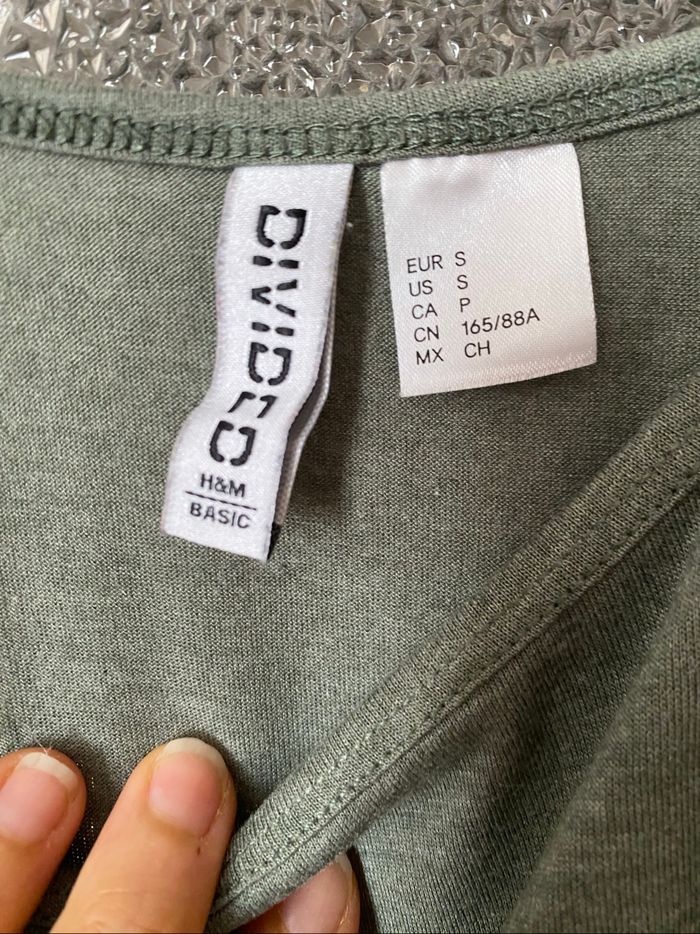 DIVIDED
H&M
BASIC
EUR S
US S
CA P
CN 165/88A
MX CH